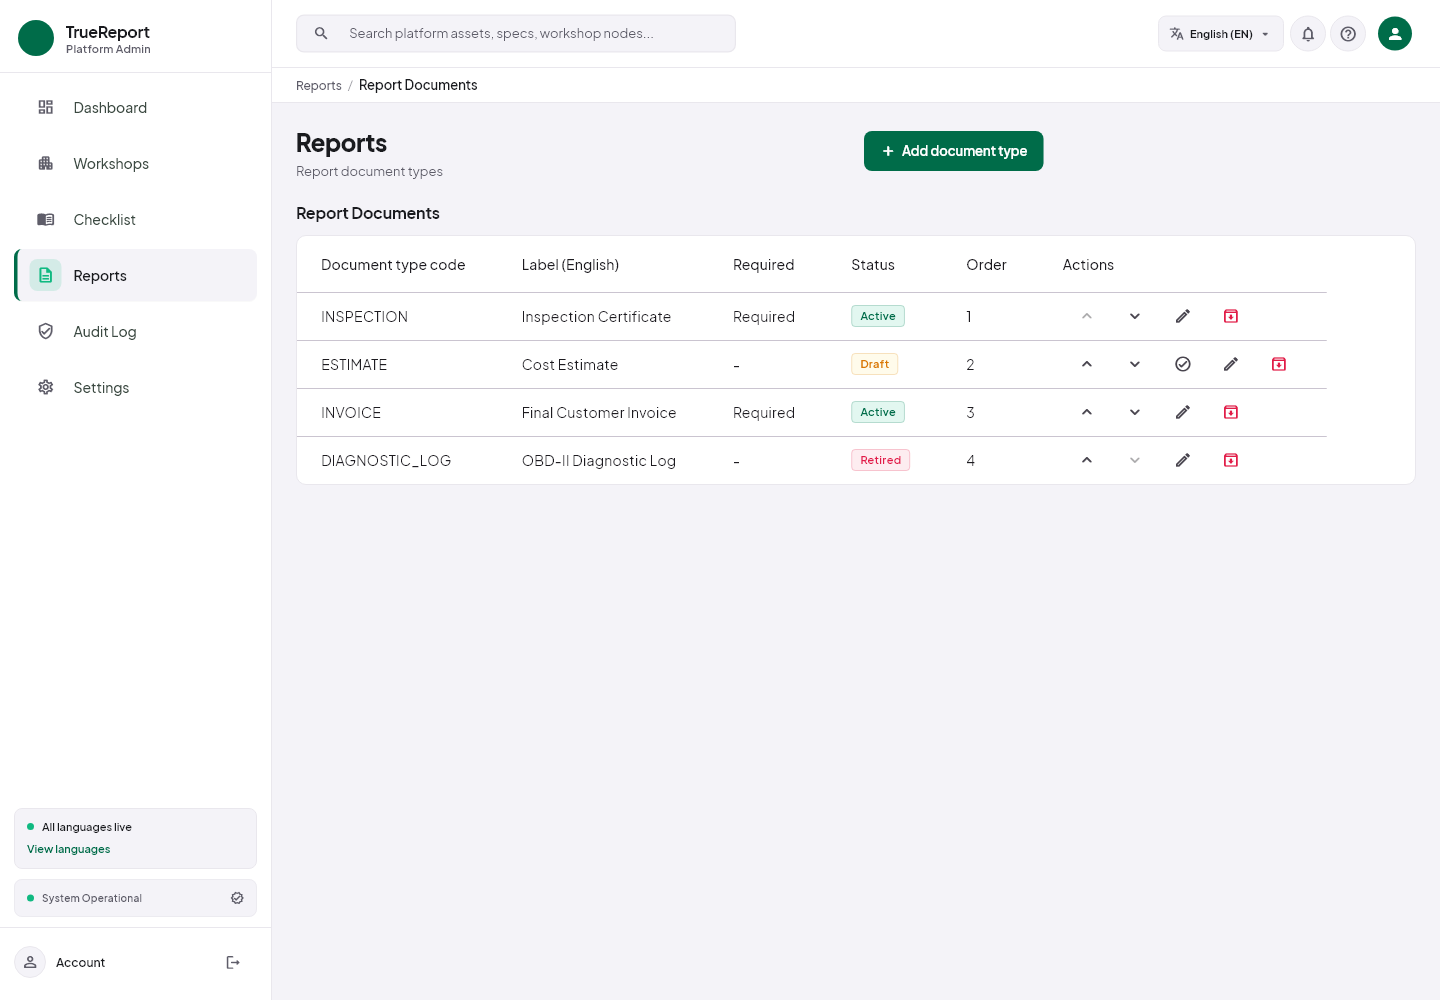 TrueReport
Platform Admin
Dashboard
Workshops
Checklist
Reports
Audit Log
Settings
All languages live
View languages
System Operational
Account
Search platform assets, specs, workshop nodes...
English (EN)
Reports / Report Documents
Reports
Report document types
+ Add document type
Report Documents
Document type code Label (English) Required Status Order Actions
INSPECTION Inspection Certificate Required Active 1
ESTIMATE Cost Estimate - Draft 2
INVOICE Final Customer Invoice Required Active 3
DIAGNOSTIC_LOG OBD-II Diagnostic Log - Retired 4